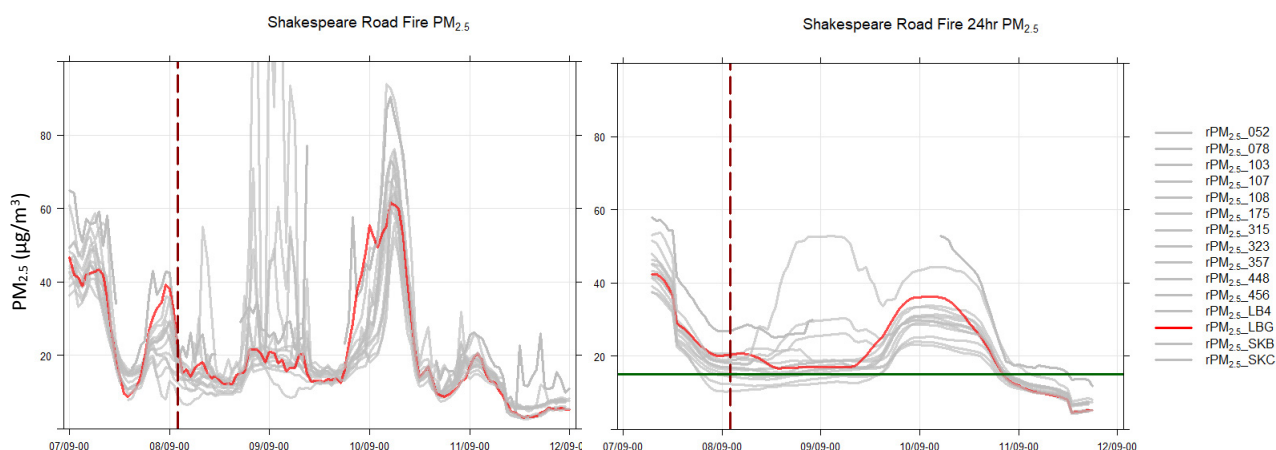 Shakespeare Road Fire PM2.5
PM2.5 (µg/m³)
80
60
40
20
07/09-00 08/09-00 09/09-00 10/09-00 11/09-00 12/09-00
Shakespeare Road Fire 24hr PM2.5
80
60
40
20
07/09-00 08/09-00 09/09-00 10/09-00 11/09-00 12/09-00
rPM2.5_052
rPM2.5_078
rPM2.5_103
rPM2.5_107
rPM2.5_108
rPM2.5_175
rPM2.5_315
rPM2.5_323
rPM2.5_357
rPM2.5_448
rPM2.5_456
rPM2.5_LB4
rPM2.5_LBG
rPM2.5_SKB
rPM2.5_SKC